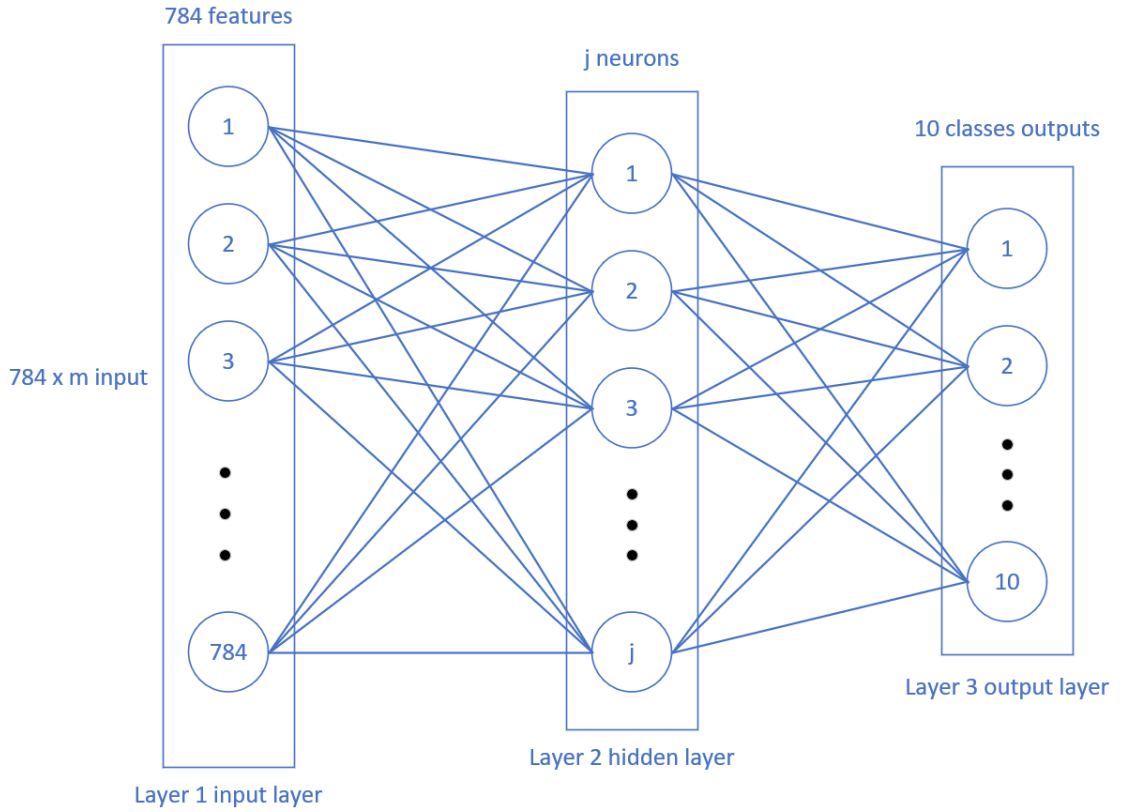 784 features
j neurons
10 classes outputs
784 x m input
1
2
3
784
1
2
3
j
1
2
10
Layer 1 input layer
Layer 2 hidden layer
Layer 3 output layer